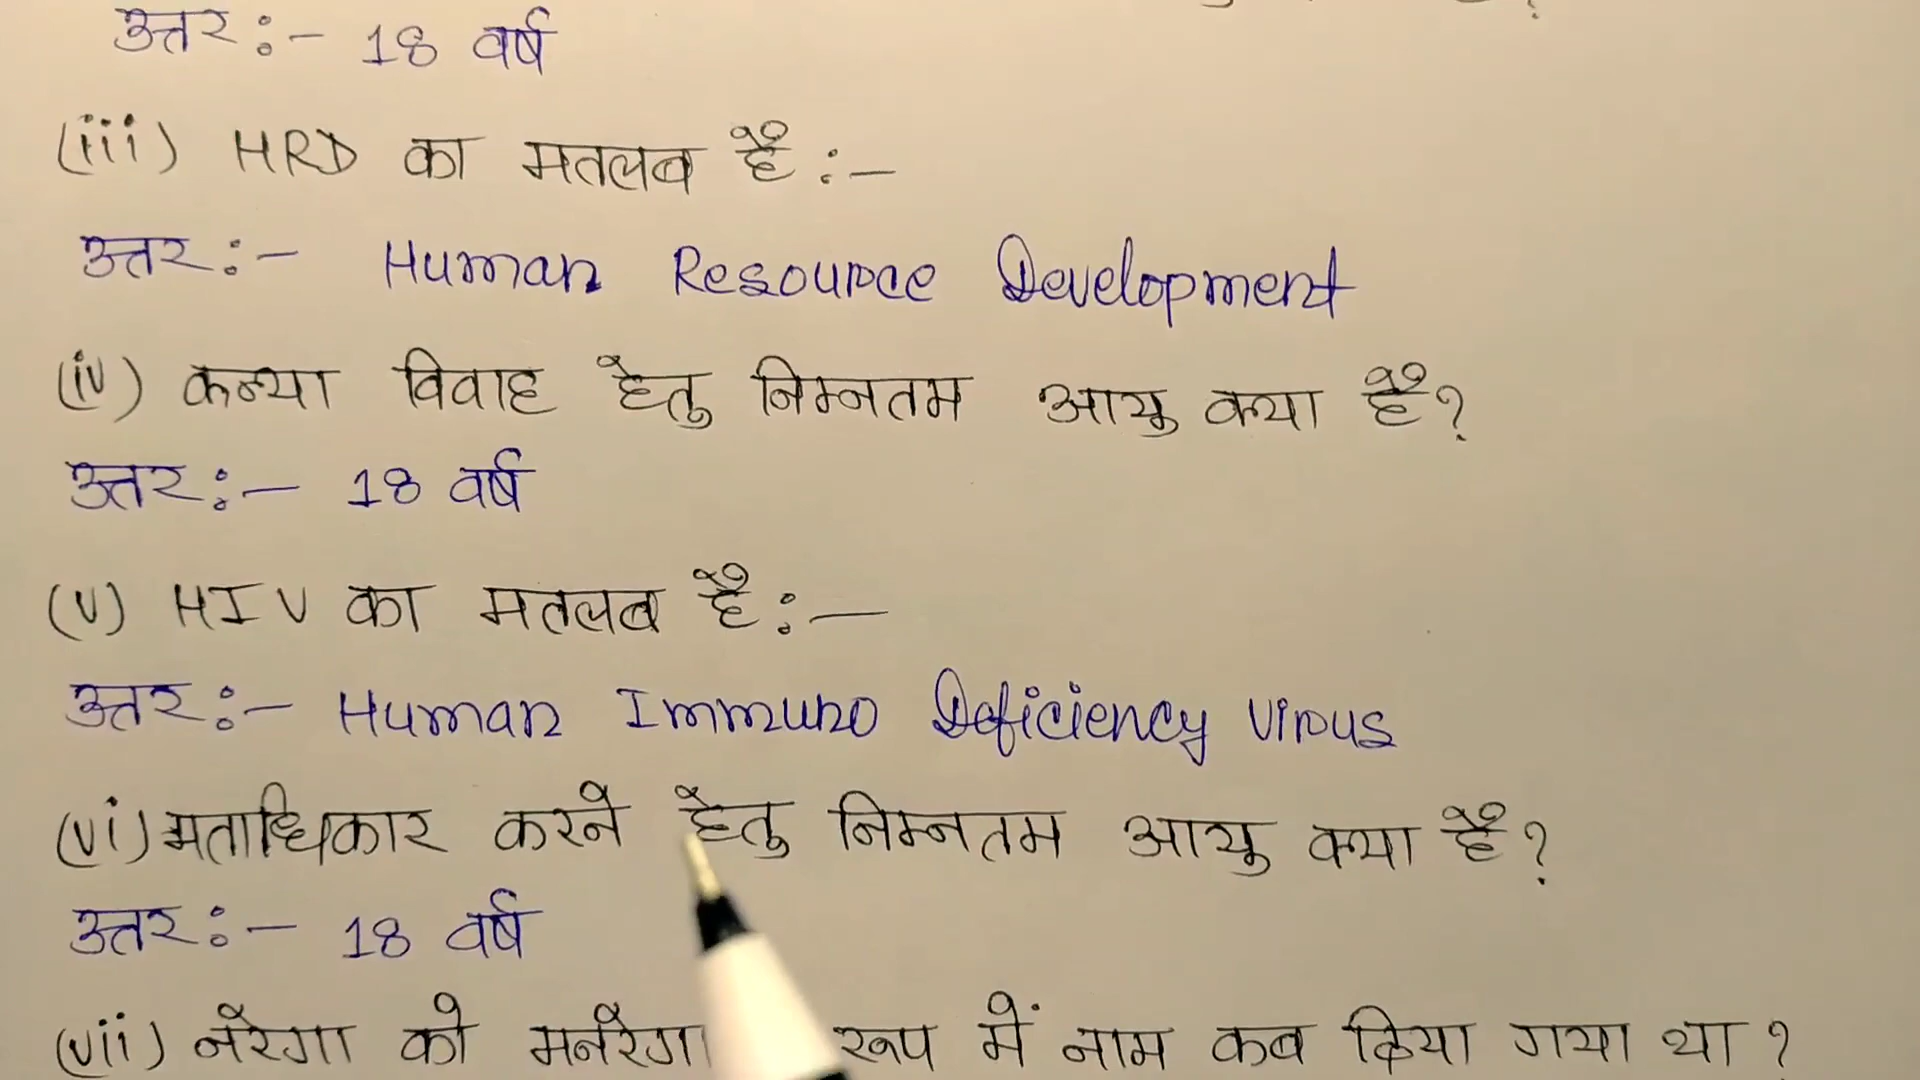 उत्तर :- 18 वर्ष
(iii) HRD का मतलब है :-
उत्तर :- Human Resource Development
(iv) कन्या विवाह हेतु निम्नतम आयु क्या है?
उत्तर :- 18 वर्ष
(v) HIV का मतलब है :-
उत्तर :- Human Immuno Deficiency Virus
(vi) मताधिकार करने हेतु निम्नतम आयु क्या है?
उत्तर :- 18 वर्ष
(vii) नरेगा को मनरेगा रूप में नाम कब दिया गया था?